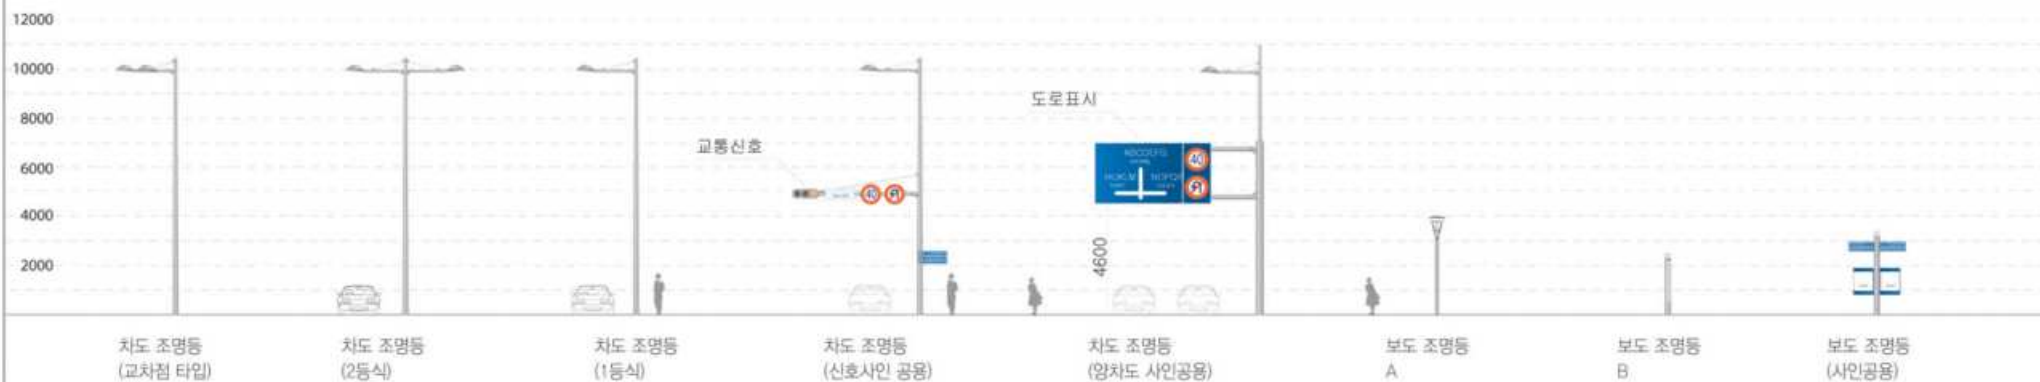 12000
10000
8000
6000
4000
2000
교통신호
40
도로표시
ABCDEFG
40
4600
차도 조명등
(교차점 타입)
차도 조명등
(2등식)
차도 조명등
(1등식)
차도 조명등
(신호사인 공용)
차도 조명등
(양차도 사인공용)
보도 조명등
A
보도 조명등
B
보도 조명등
(사인공용)